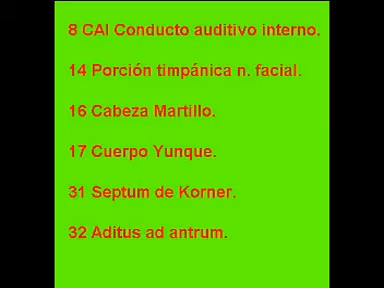 8 CAI Conducto auditivo interno.
14 Porción timpánica n. facial.
16 Cabeza Martillo.
17 Cuerpo Yunque.
31 Septum de Korner.
32 Aditus ad antrum.